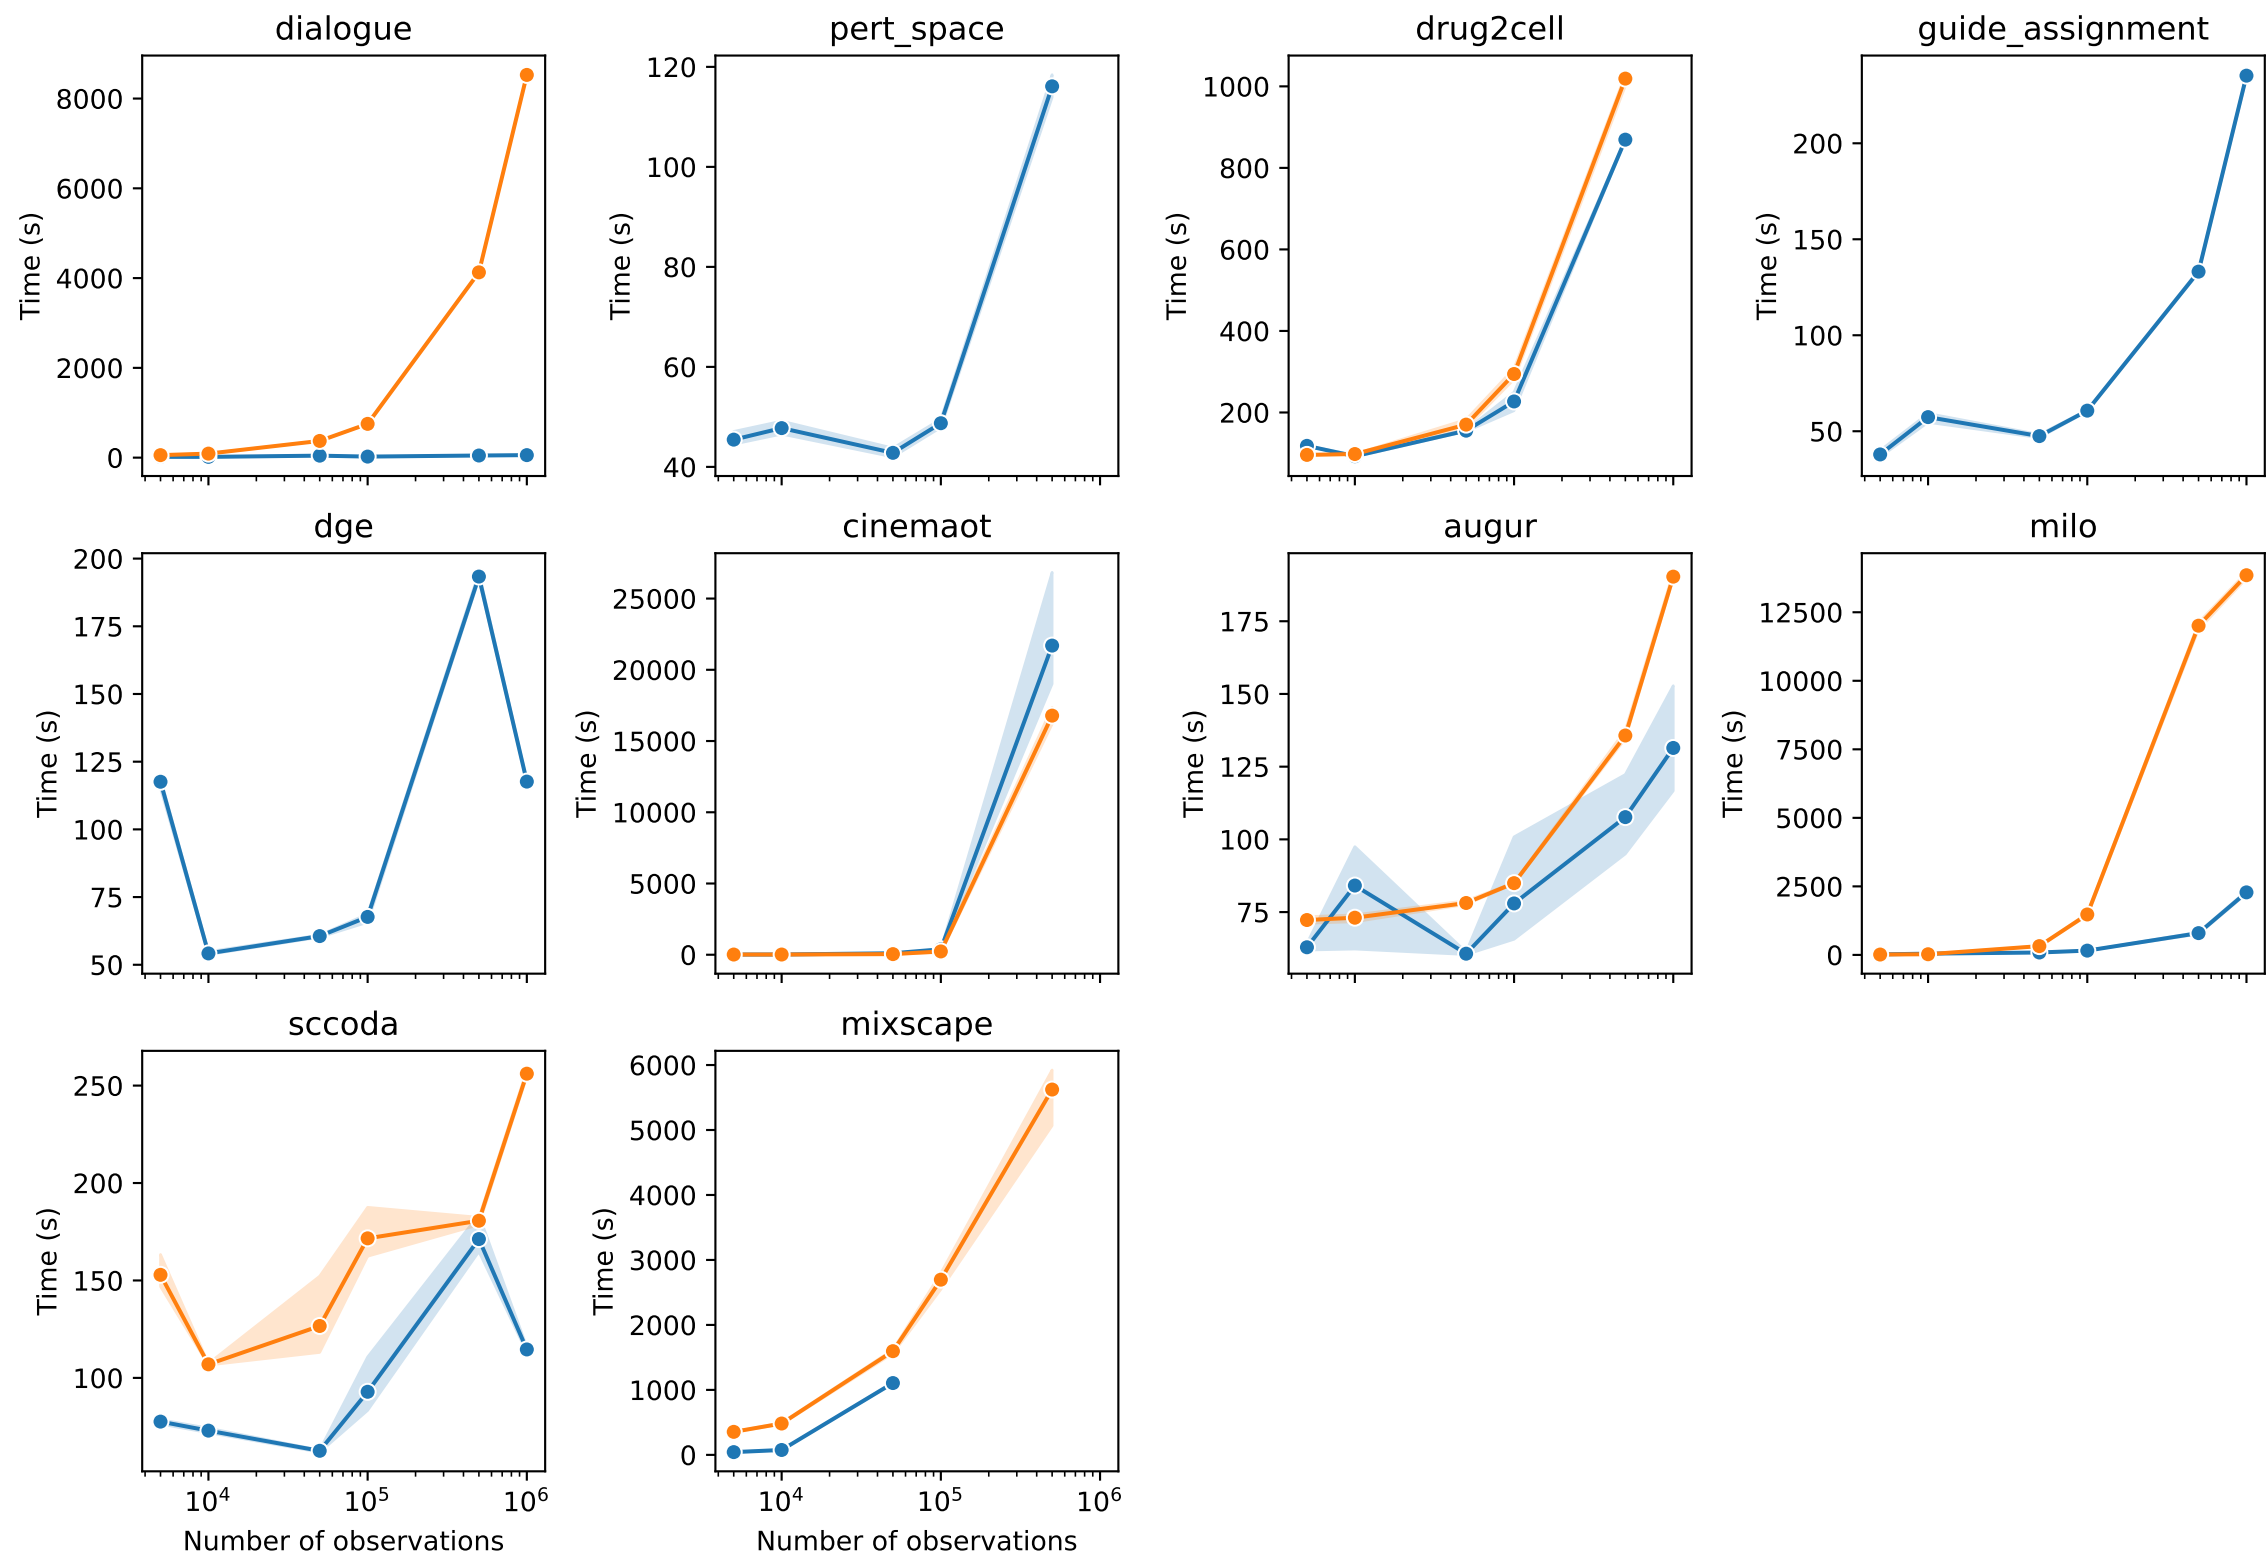 dialogue
8000
6000
4000
2000
0
Time (s)
pert_space
120
100
80
60
40
Time (s)
drug2cell
1000
800
600
400
200
Time (s)
guide_assignment
200
150
100
50
Time (s)
dge
200
175
150
125
100
75
50
Time (s)
cinemaot
25000
20000
15000
10000
5000
0
Time (s)
augur
175
150
125
100
75
Time (s)
milo
12500
10000
7500
5000
2500
0
Time (s)
sccoda
250
200
150
100
Time (s)
10⁴ 10⁵ 10⁶
Number of observations
mixscape
6000
5000
4000
3000
2000
1000
0
Time (s)
10⁴ 10⁵ 10⁶
Number of observations